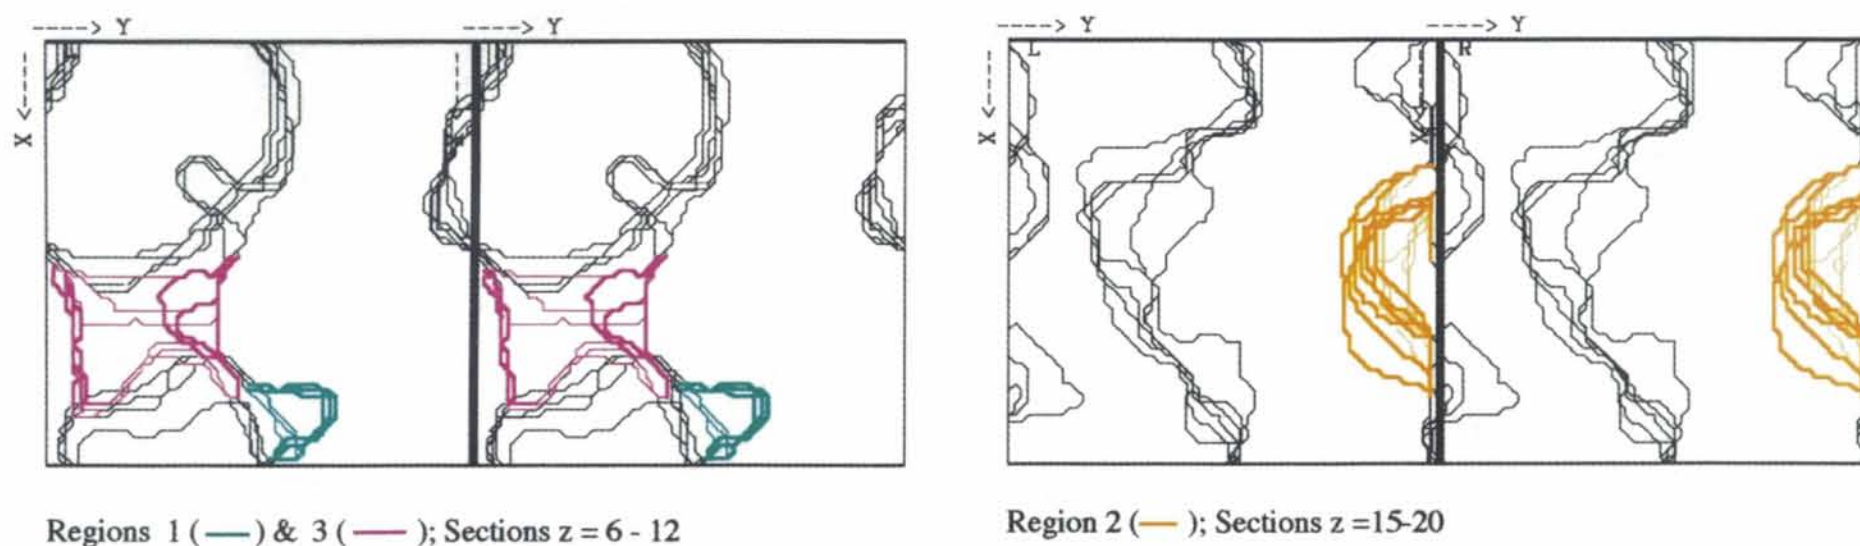 ----> Y
----> Y
X <----
----> Y
----> Y
X <----
L
R
X
Regions 1 ( — ) & 3 ( — ); Sections z = 6 - 12
Region 2 ( — ); Sections z =15-20